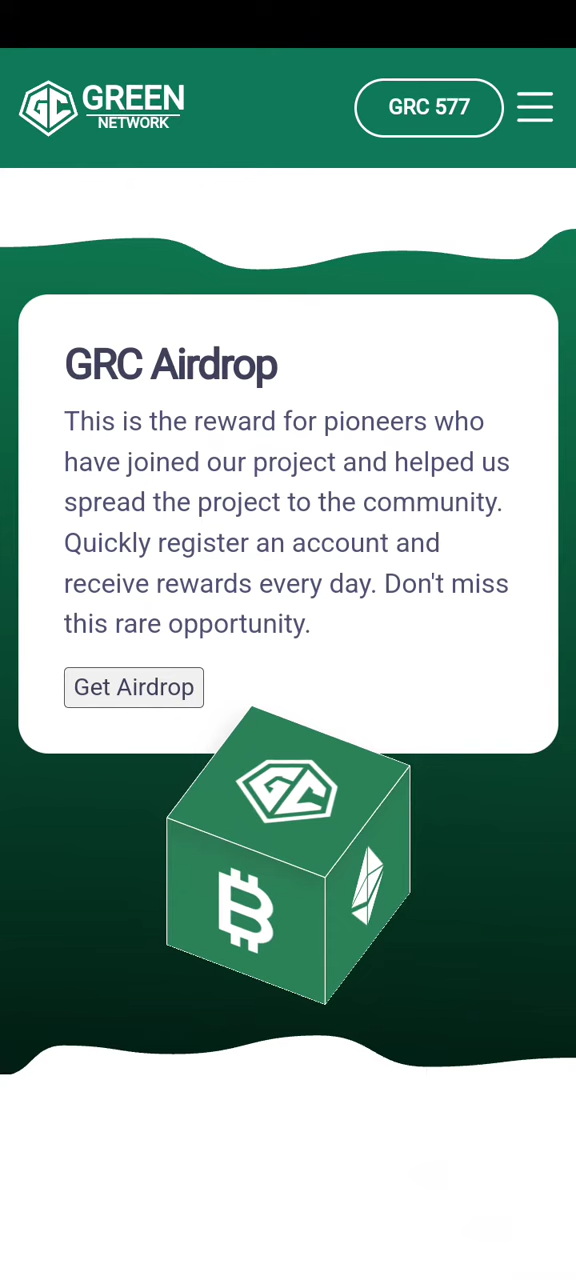 GC GREEN
NETWORK
GRC 577
GRC Airdrop
This is the reward for pioneers who
have joined our project and helped us
spread the project to the community.
Quickly register an account and
receive rewards every day. Don't miss
this rare opportunity.
Get Airdrop
GC